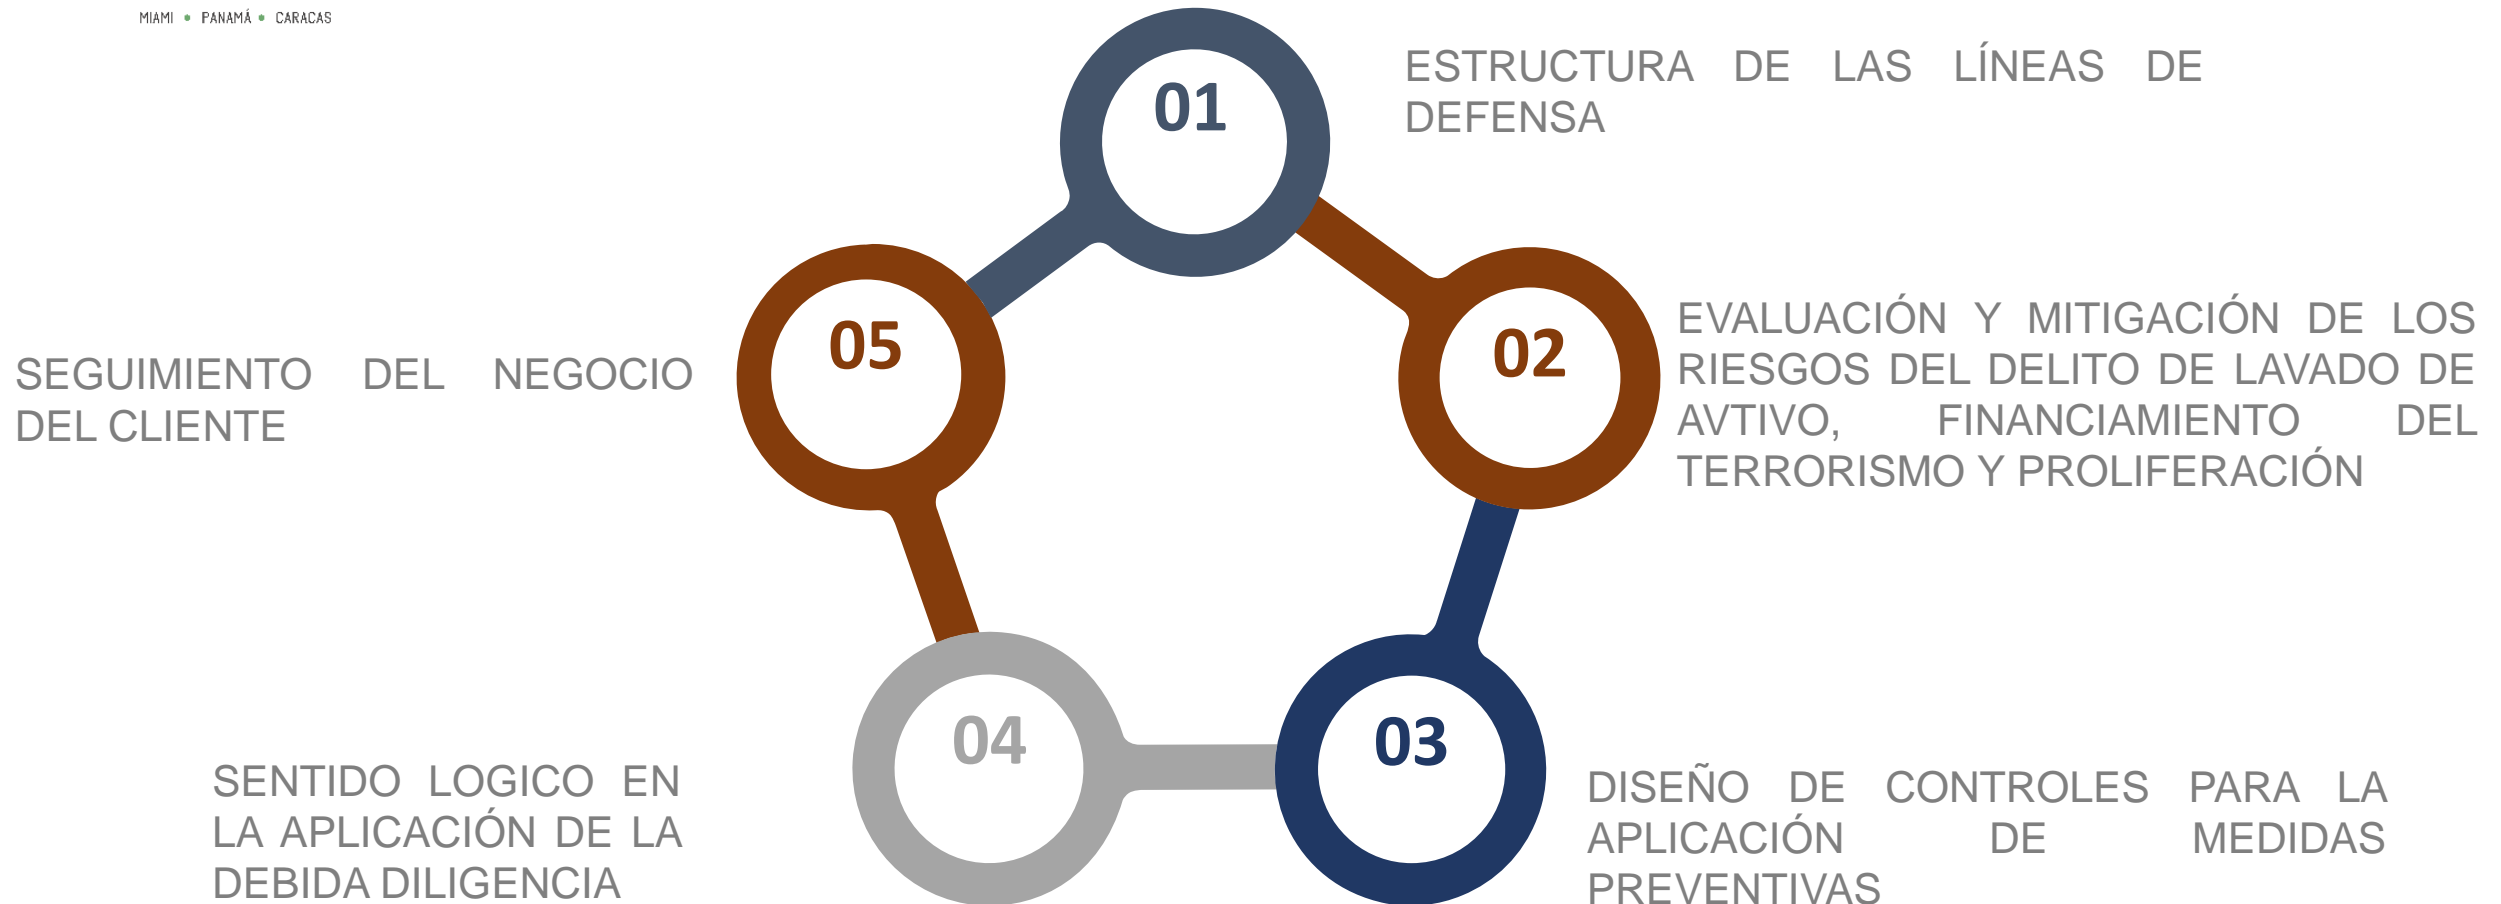 MIAMI • PANAMÁ • CARACAS
01
ESTRUCTURA DE LAS LÍNEAS DE
DEFENSA
02
EVALUACIÓN Y MITIGACIÓN DE LOS
RIESGOS DEL DELITO DE LAVADO DE
AVTIVO, FINANCIAMIENTO DEL
TERRORISMO Y PROLIFERACIÓN
03
DISEÑO DE CONTROLES PARA LA
APLICACIÓN DE MEDIDAS
PREVENTIVAS
04
SENTIDO LOGICO EN
LA APLICACIÓN DE LA
DEBIDA DILIGENCIA
05
SEGUIMIENTO DEL NEGOCIO
DEL CLIENTE